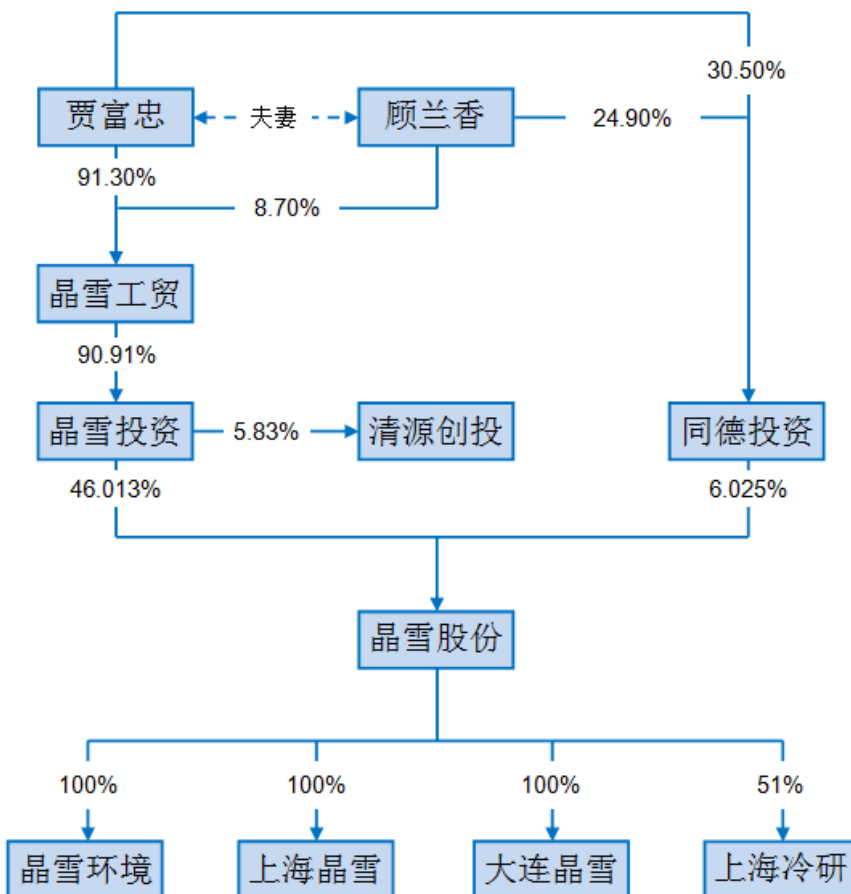 30.50%
贾富忠
夫妻
顾兰香
24.90%
91.30%
8.70%
晶雪工贸
90.91%
晶雪投资
5.83%
清源创投
同德投资
46.013%
6.025%
晶雪股份
100%
100%
100%
51%
晶雪环境
上海晶雪
大连晶雪
上海冷研